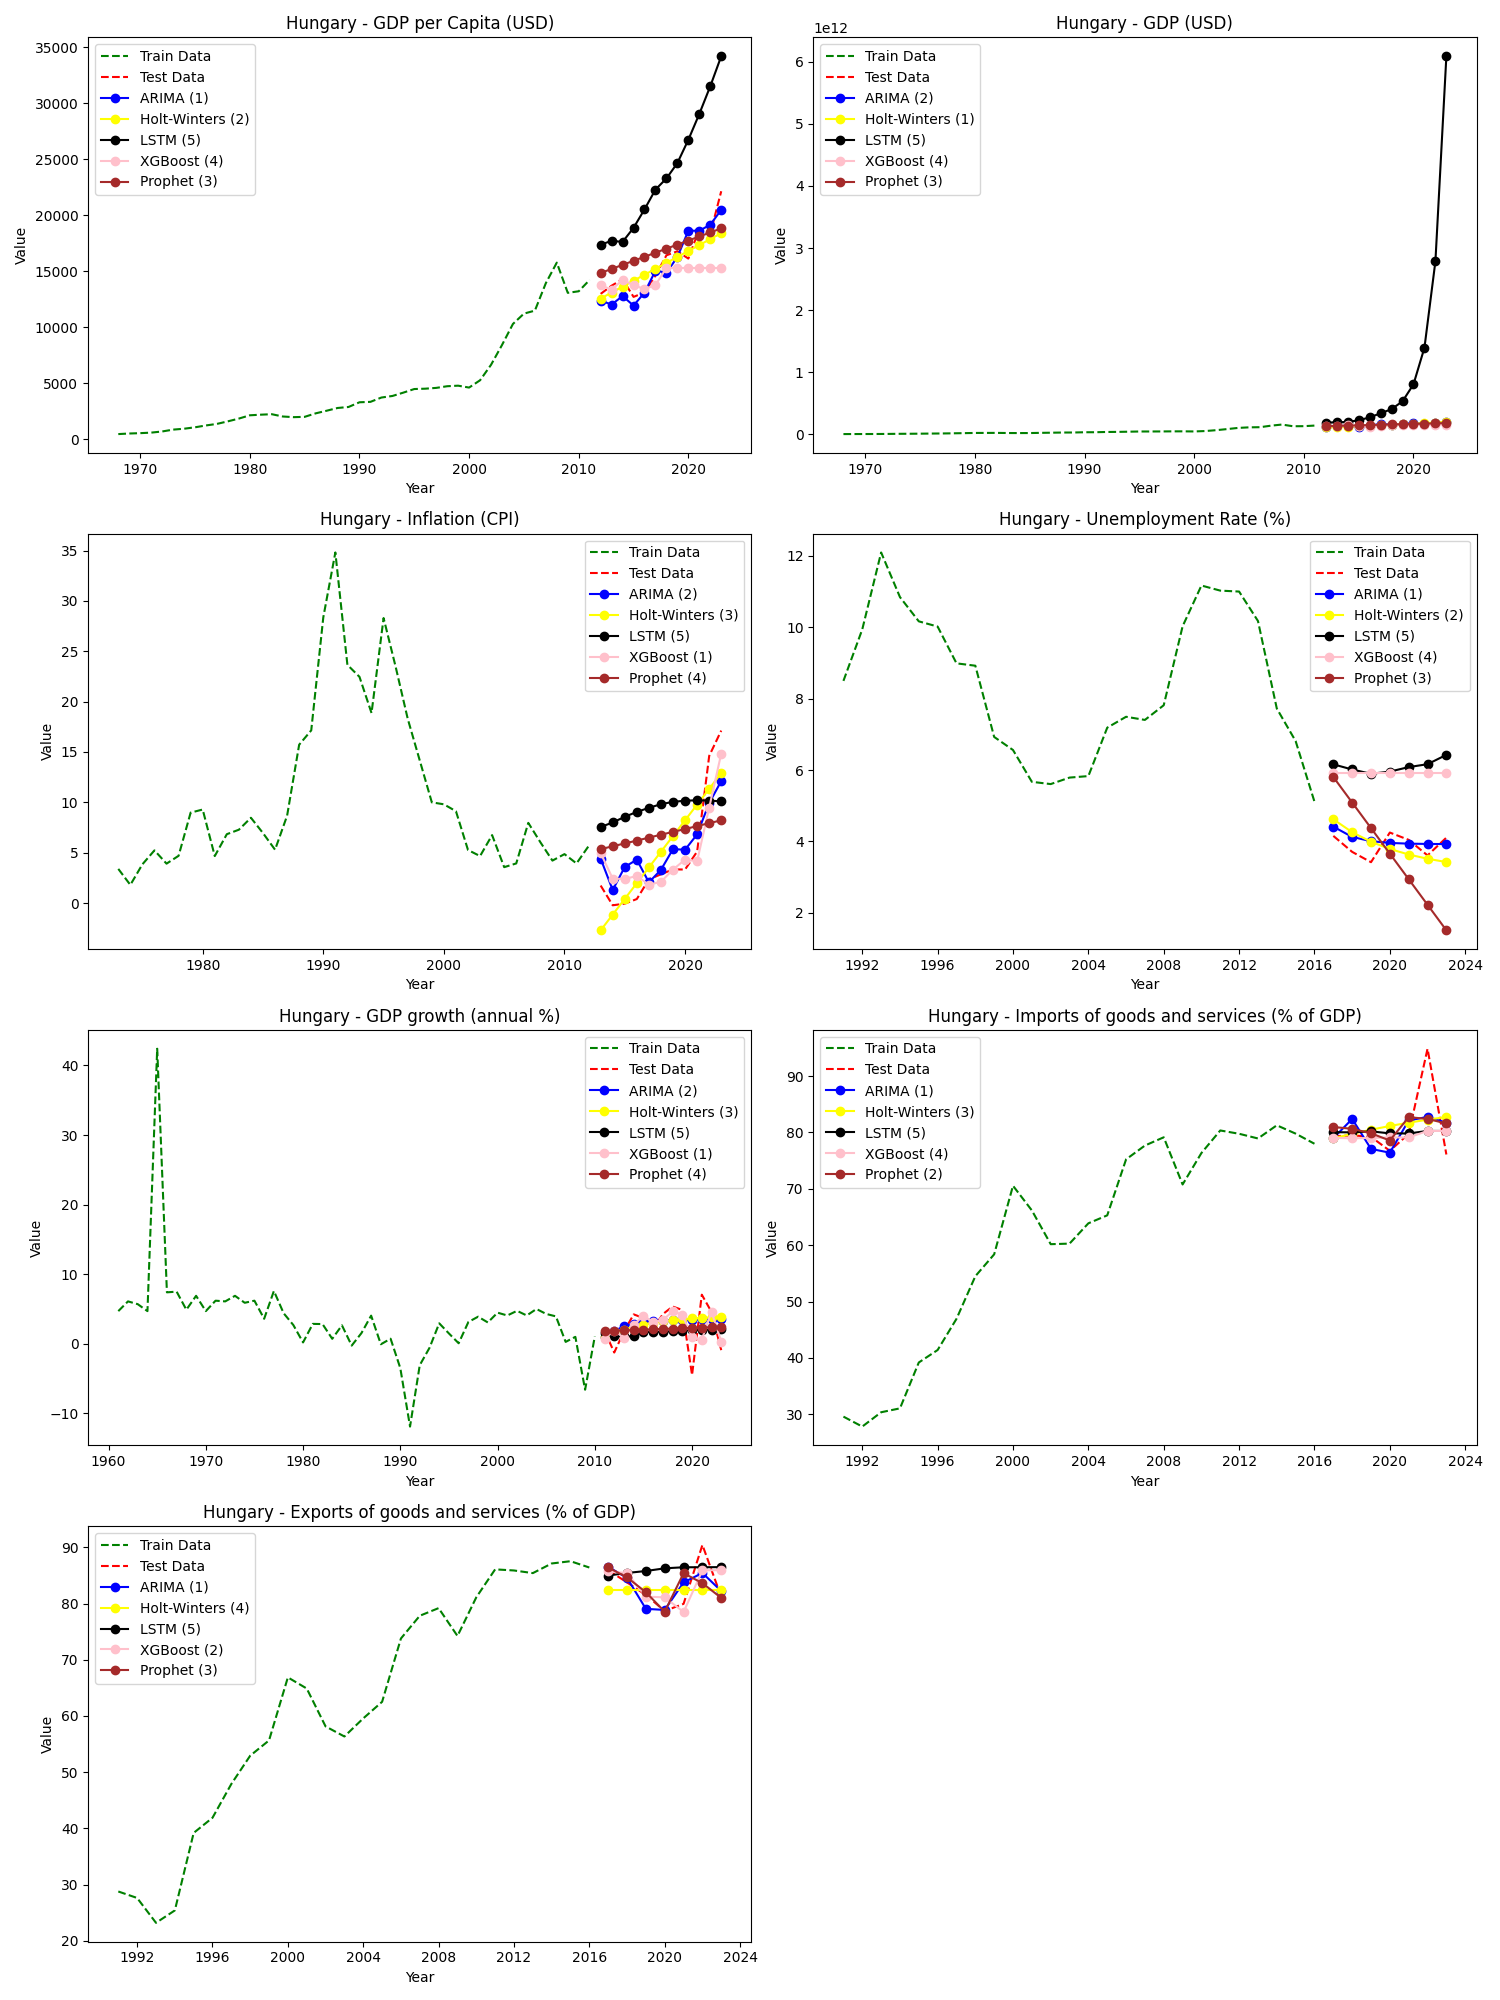 Hungary - GDP per Capita (USD)
35000
30000
25000
20000
15000
10000
5000
0
Value
1970 1980 1990 2000 2010 2020
Year
Train Data
Test Data
ARIMA (1)
Holt-Winters (2)
LSTM (5)
XGBoost (4)
Prophet (3)
Hungary - GDP (USD)
1e12
6
5
4
3
2
1
0
Value
1970 1980 1990 2000 2010 2020
Year
Train Data
Test Data
ARIMA (2)
Holt-Winters (1)
LSTM (5)
XGBoost (4)
Prophet (3)
Hungary - Inflation (CPI)
35
30
25
20
15
10
5
0
Value
1980 1990 2000 2010 2020
Year
Train Data
Test Data
ARIMA (2)
Holt-Winters (3)
LSTM (5)
XGBoost (1)
Prophet (4)
Hungary - Unemployment Rate (%)
12
10
8
6
4
2
Value
1992 1996 2000 2004 2008 2012 2016 2020 2024
Year
Train Data
Test Data
ARIMA (1)
Holt-Winters (2)
LSTM (5)
XGBoost (4)
Prophet (3)
Hungary - GDP growth (annual %)
40
30
20
10
0
−10
Value
1960 1970 1980 1990 2000 2010 2020
Year
Train Data
Test Data
ARIMA (2)
Holt-Winters (3)
LSTM (5)
XGBoost (1)
Prophet (4)
Hungary - Imports of goods and services (% of GDP)
90
80
70
60
50
40
30
Value
1992 1996 2000 2004 2008 2012 2016 2020 2024
Year
Train Data
Test Data
ARIMA (1)
Holt-Winters (3)
LSTM (5)
XGBoost (4)
Prophet (2)
Hungary - Exports of goods and services (% of GDP)
90
80
70
60
50
40
30
20
Value
1992 1996 2000 2004 2008 2012 2016 2020 2024
Year
Train Data
Test Data
ARIMA (1)
Holt-Winters (4)
LSTM (5)
XGBoost (2)
Prophet (3)